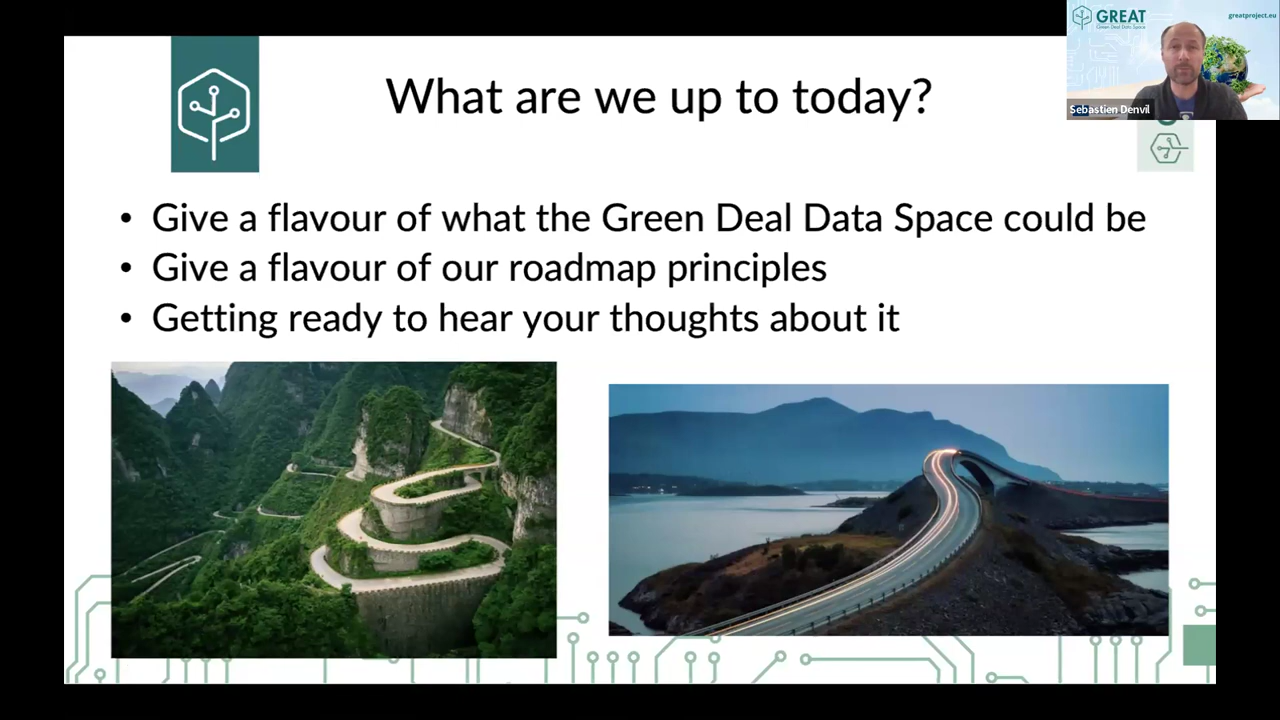 What are we up to today?
• Give a flavour of what the Green Deal Data Space could be
• Give a flavour of our roadmap principles
• Getting ready to hear your thoughts about it
GREAT
Green Deal Data Space
greatproject.eu
Sebastien Denvil